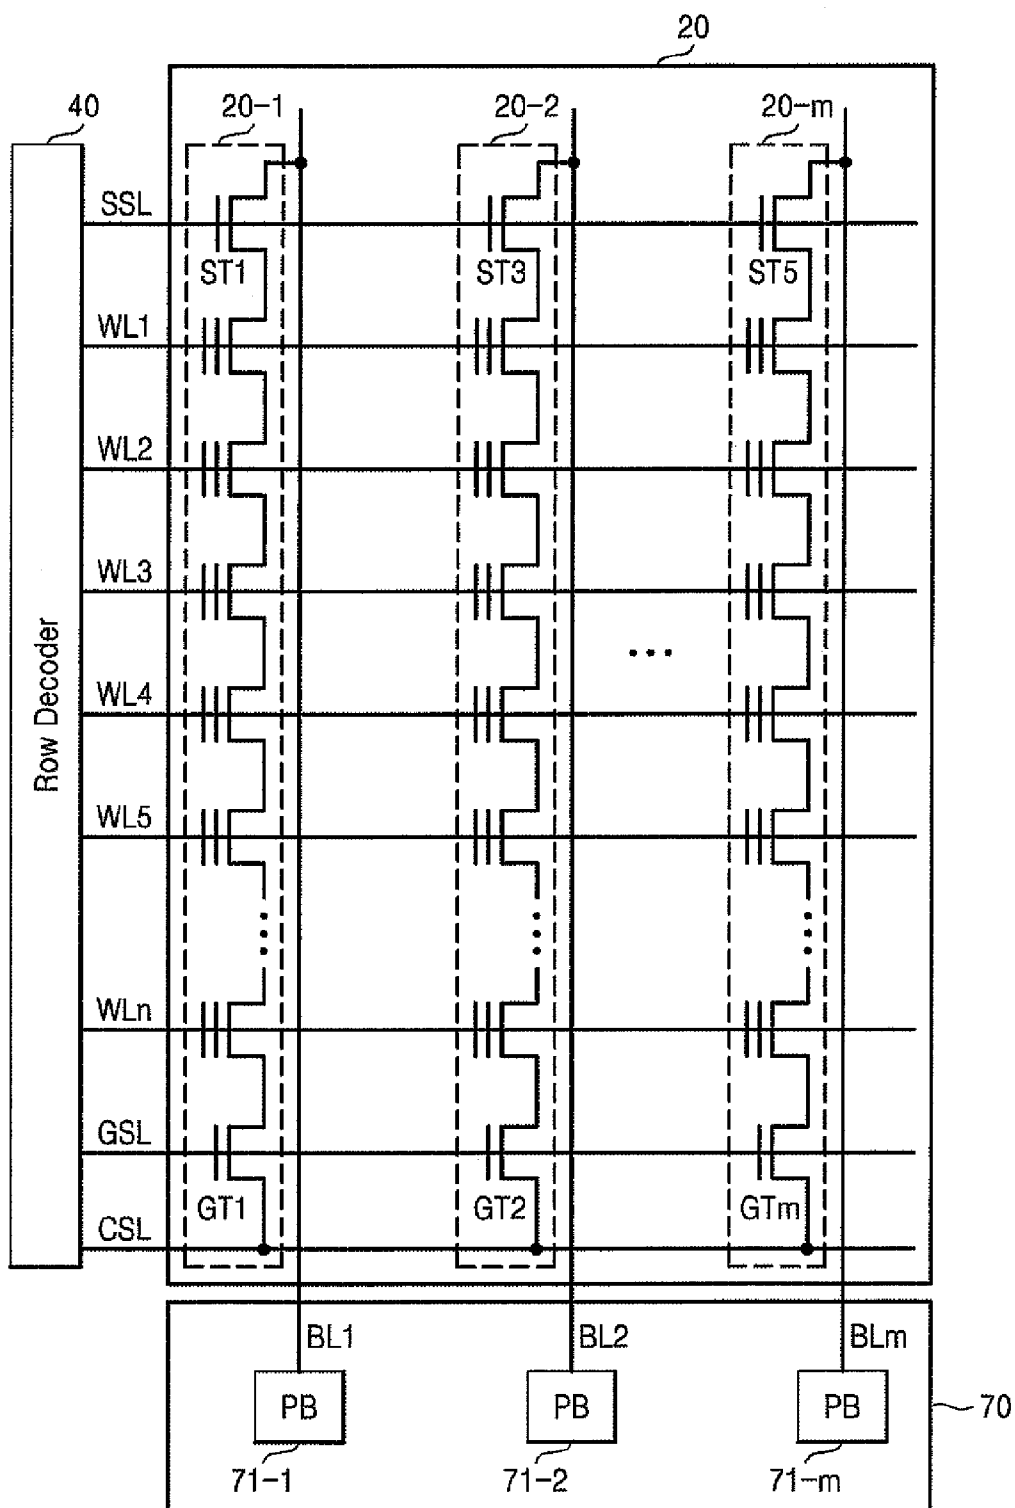 20
40
20-1
20-2
20-m
SSL
ST1
ST3
ST5
WL1
WL2
WL3
WL4
WL5
WLn
GSL
GT1
GT2
GTm
CSL
Row Decoder
BL1
BL2
BLm
PB
PB
PB
70
71-1
71-2
71-m